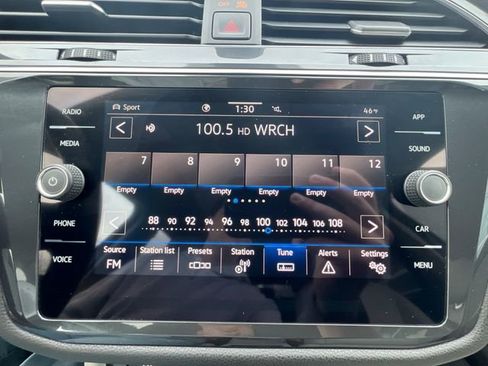 OFF
RADIO
MEDIA
PHONE
VOICE
Sport 1:30 46°F
100.5 HD WRCH
7 8 9 10 11 12
Empty Empty Empty Empty Empty Empty
88 90 92 94 96 98 100 102 104 106 108
Source Station list Presets Station Tune Alerts Settings
FM
APP
SOUND
CAR
MENU